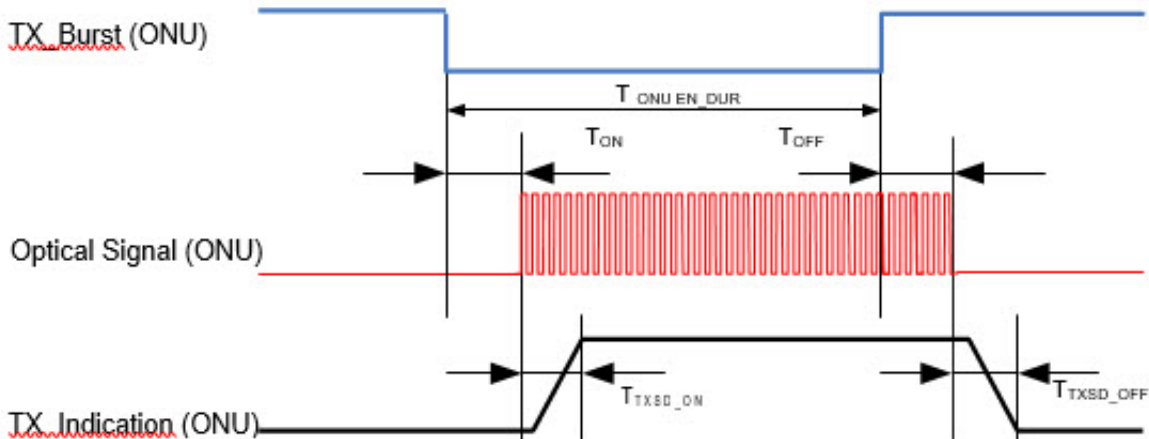 TX_Burst (ONU)
T ONU EN_DUR
TON
TOFF
Optical Signal (ONU)
TTXSD_ON
TTXSD_OFF
TX_Indication (ONU)